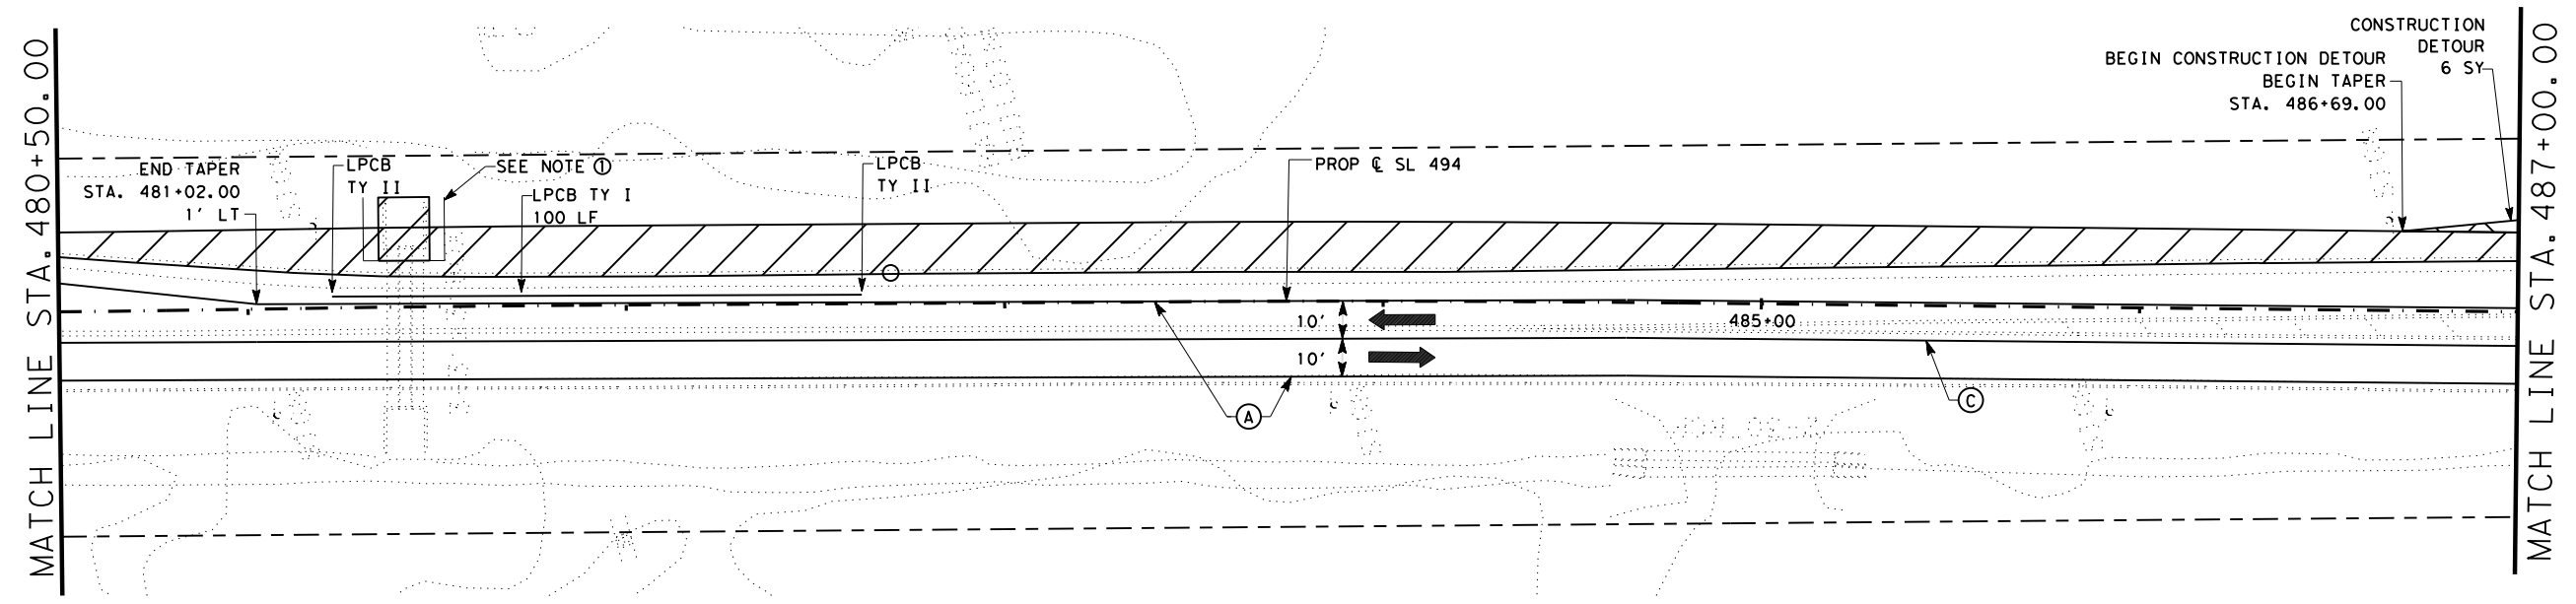 MATCH LINE STA. 480+50.00
END TAPER
STA. 481+02.00
1' LT
LPCB
TY II
SEE NOTE ①
LPCB TY I
100 LF
LPCB
TY II
PROP ℄ SL 494
BEGIN CONSTRUCTION DETOUR
BEGIN TAPER
STA. 486+69.00
CONSTRUCTION
DETOUR
6 SY
10'
10'
485+00
A
C
MATCH LINE STA. 487+00.00